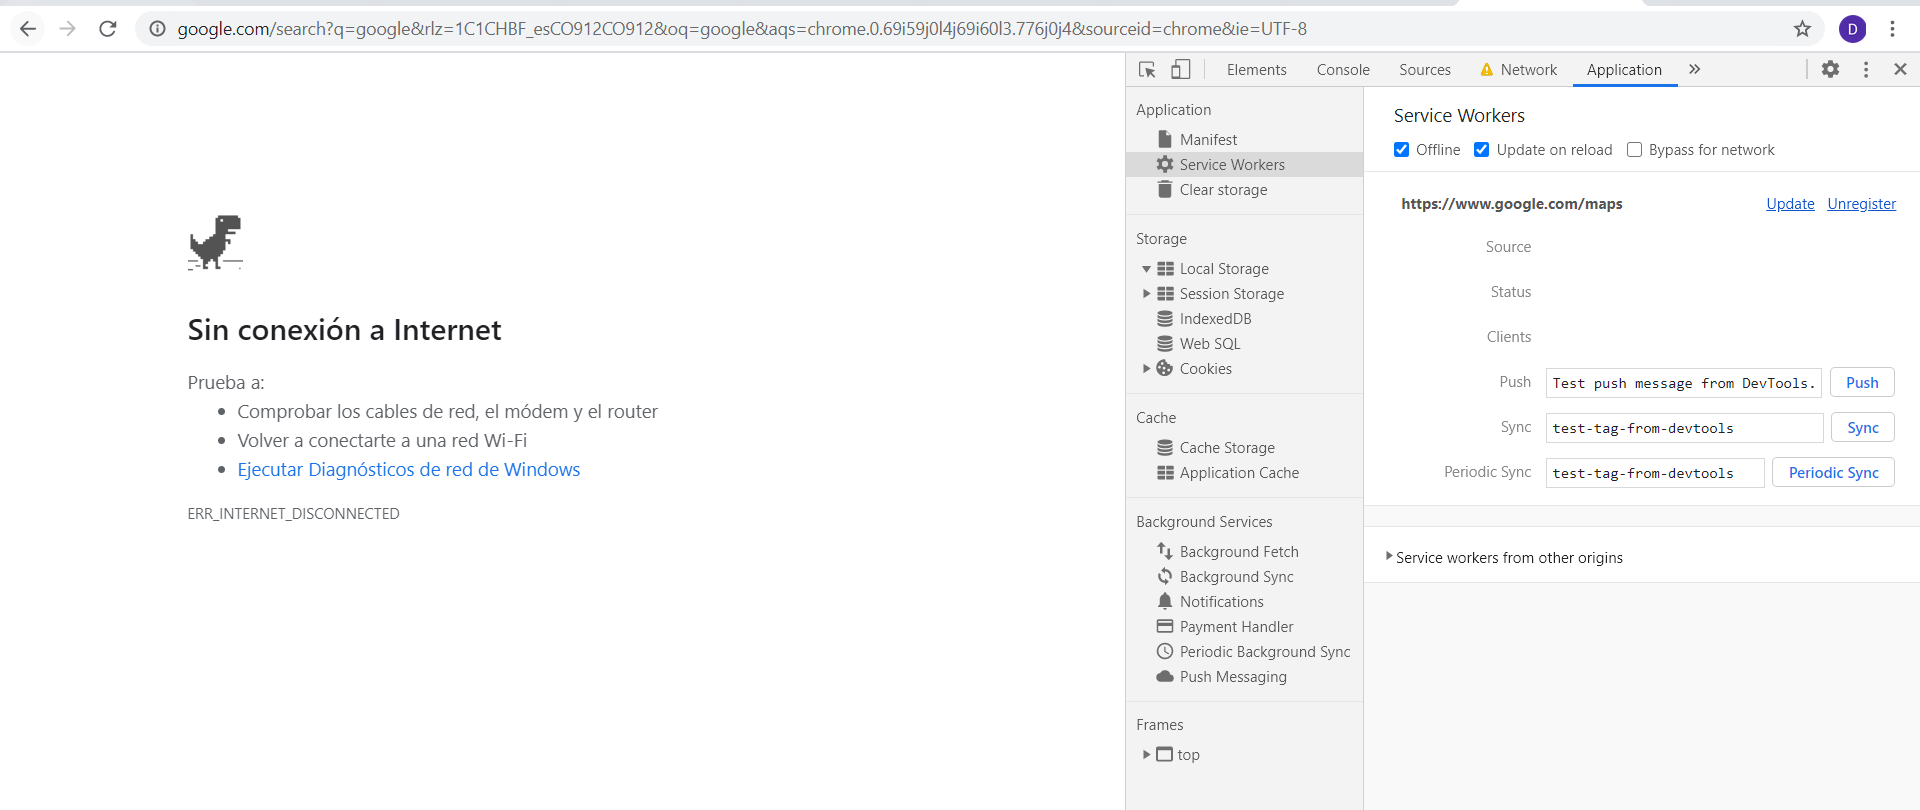 google.com/search?q=google&rlz=1C1CHBF_esCO912CO912&oq=google&aqs=chrome.0.69i59j0l4j69i60l3.776j0j4&sourceid=chrome&ie=UTF-8
D
Elements Console Sources Network Application
Sin conexión a Internet
Prueba a:
Comprobar los cables de red, el módem y el router
Volver a conectarte a una red Wi-Fi
Ejecutar Diagnósticos de red de Windows
ERR_INTERNET_DISCONNECTED
Application
Manifest
Service Workers
Clear storage
Storage
Local Storage
Session Storage
IndexedDB
Web SQL
Cookies
Cache
Cache Storage
Application Cache
Background Services
Background Fetch
Background Sync
Notifications
Payment Handler
Periodic Background Sync
Push Messaging
Frames
top
Service Workers
Offline Update on reload Bypass for network
https://www.google.com/maps Update Unregister
Source
Status
Clients
Push Test push message from DevTools. Push
Sync test-tag-from-devtools Sync
Periodic Sync test-tag-from-devtools Periodic Sync
Service workers from other origins